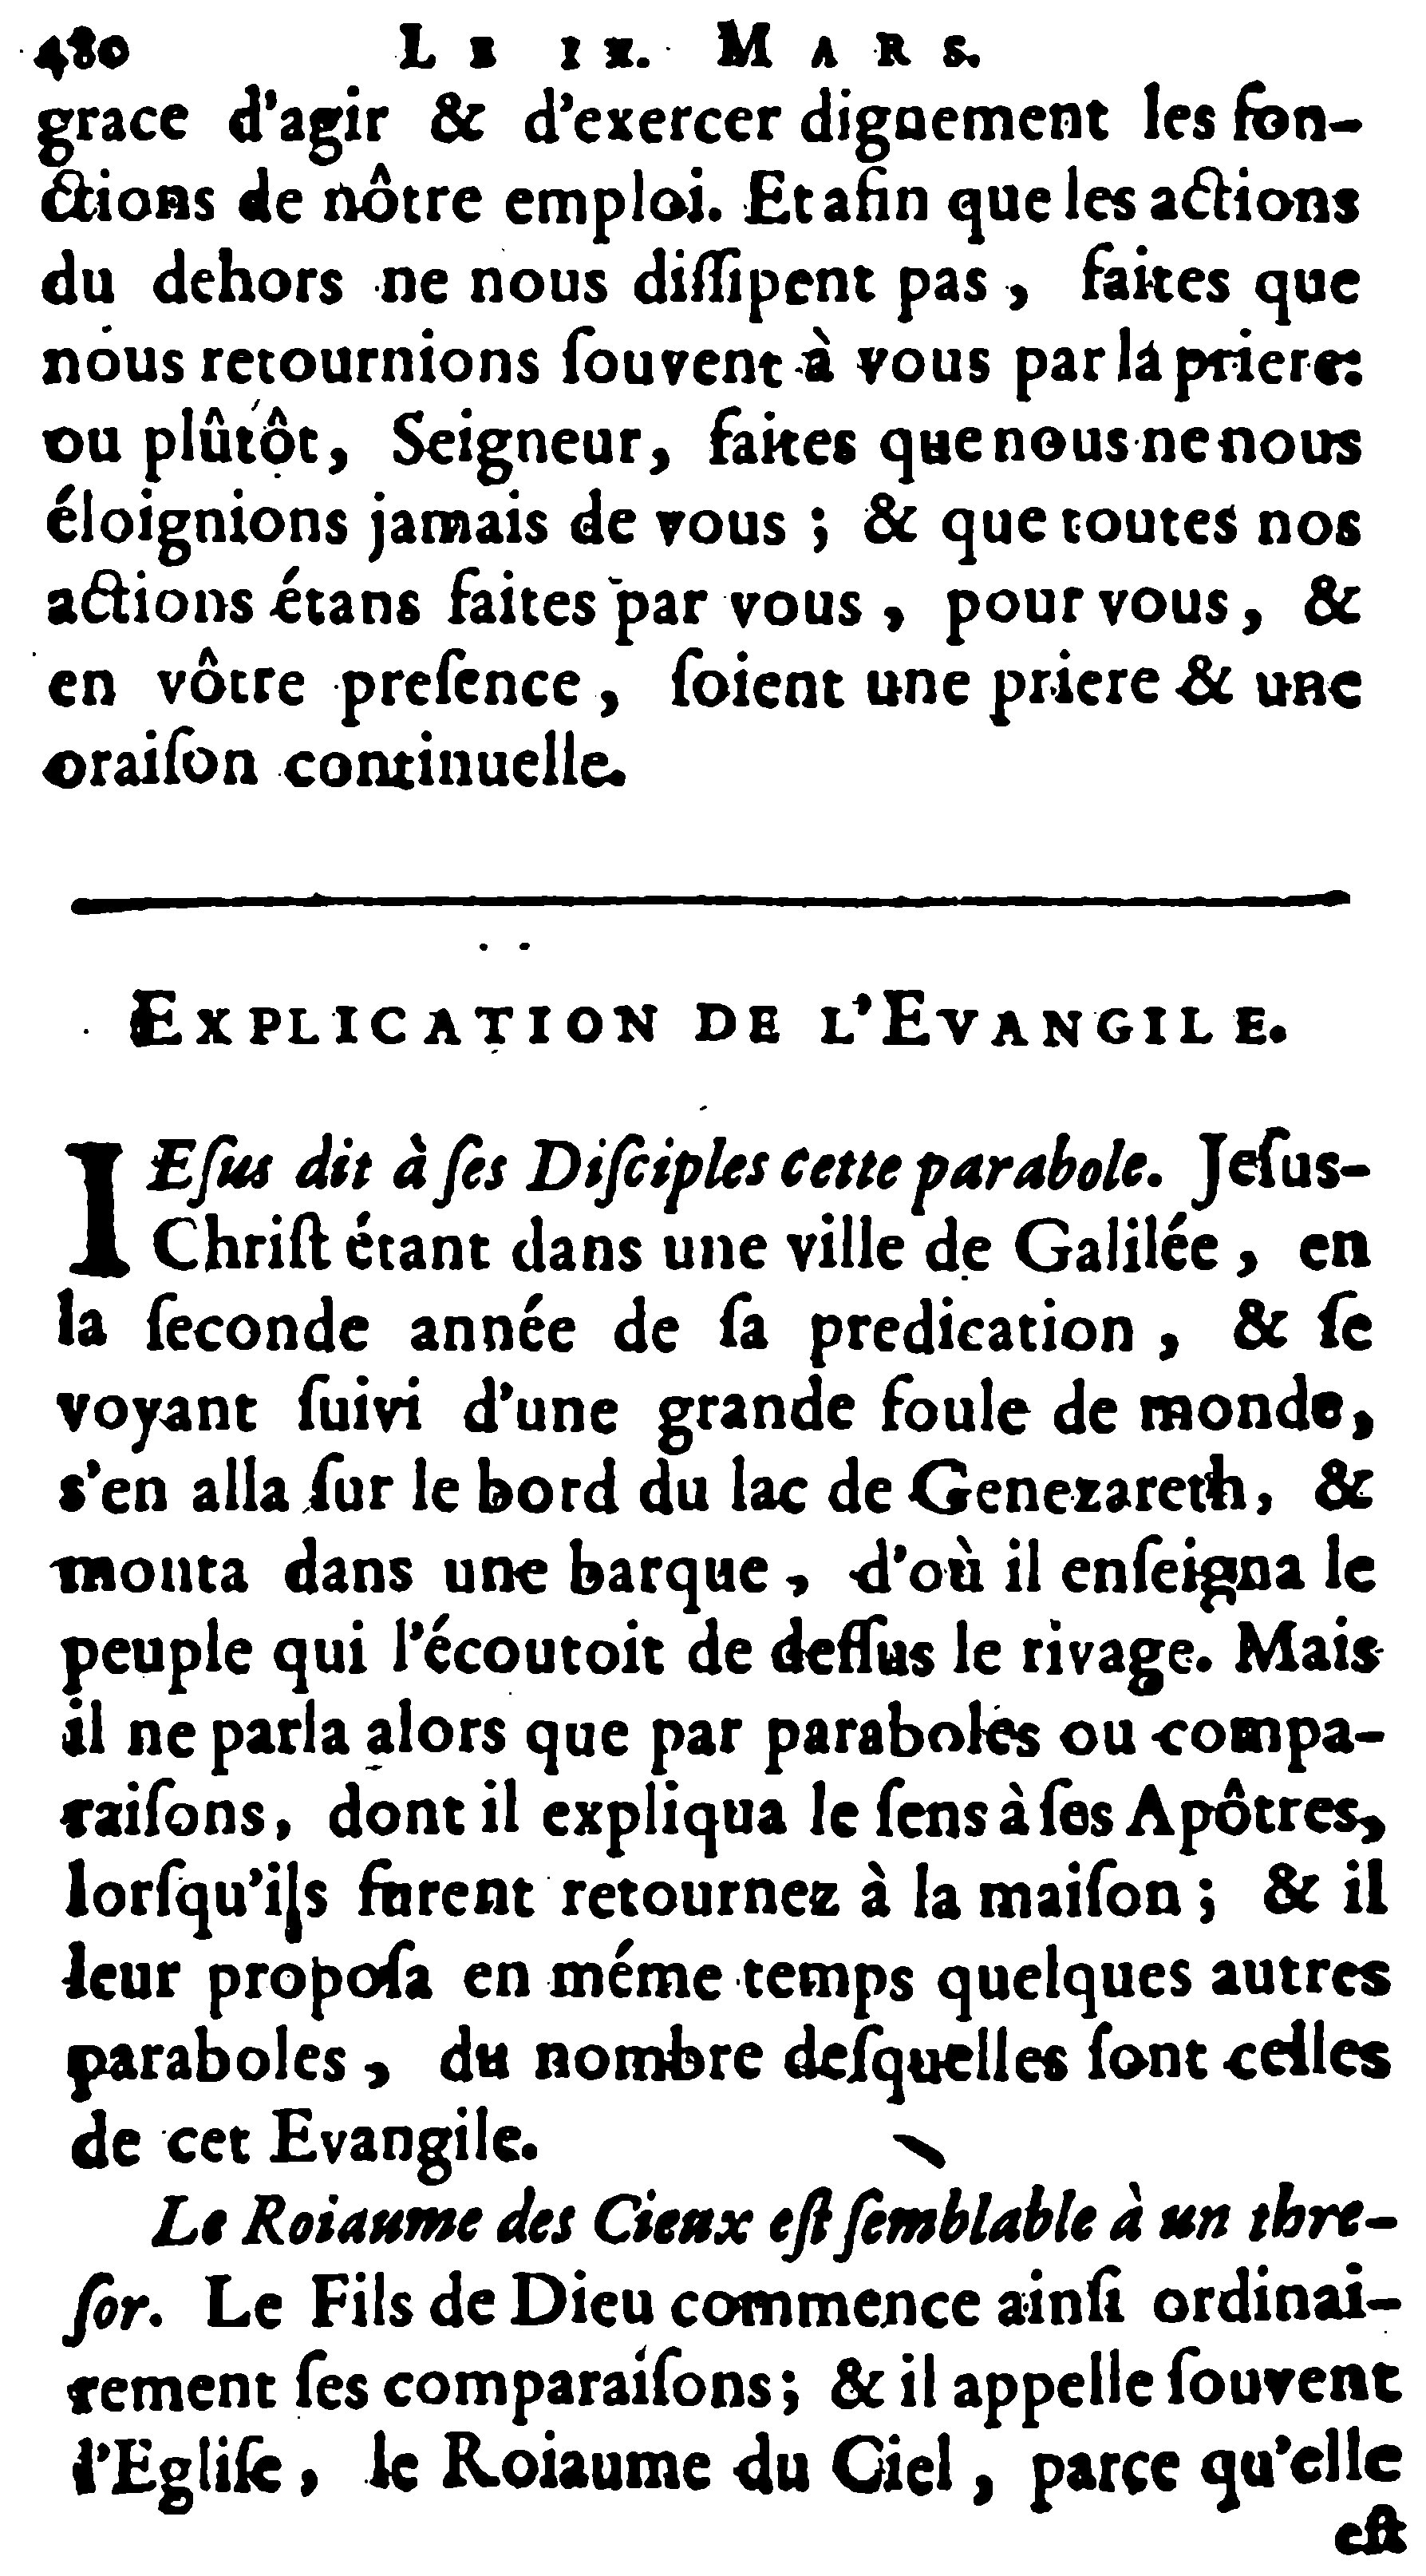 480 LE IX. MARS.
grace d'agir & d'exercer dignement les fon-
ctions de nôtre emploi. Et afin que les actions
du dehors ne nous diſſipent pas, faites que
nous retournions ſouvent à vous par la priere:
ou plûtôt, Seigneur, faites que nous ne nous
éloignions jamais de vous; & que toutes nos
actions étans faites par vous, pour vous, &
en vôtre preſence, ſoient une priere & une
oraiſon continuelle.
EXPLICATION DE L'EVANGILE.
IEſus dit à ſes Diſciples cette parabole. Jeſus-
Chriſt étant dans une ville de Galilée, en
la ſeconde année de ſa predication, & ſe
voyant ſuivi d'une grande foule de monde,
s'en alla ſur le bord du lac de Genezareth, &
monta dans une barque, d'où il enſeigna le
peuple qui l'écoutoit de deſſus le rivage. Mais
il ne parla alors que par paraboles ou compa-
raiſons, dont il expliqua le ſens à ſes Apôtres,
lorſqu'ils furent retournez à la maiſon; & il
leur propoſa en méme temps quelques autres
paraboles, du nombre deſquelles ſont celles
de cet Evangile.
Le Roiaume des Cieux eſt ſemblable à un thre-
ſor. Le Fils de Dieu commence ainſi ordinai-
rement ſes comparaiſons; & il appelle ſouvent
l'Egliſe, le Roiaume du Ciel, parce qu'elle
eſt